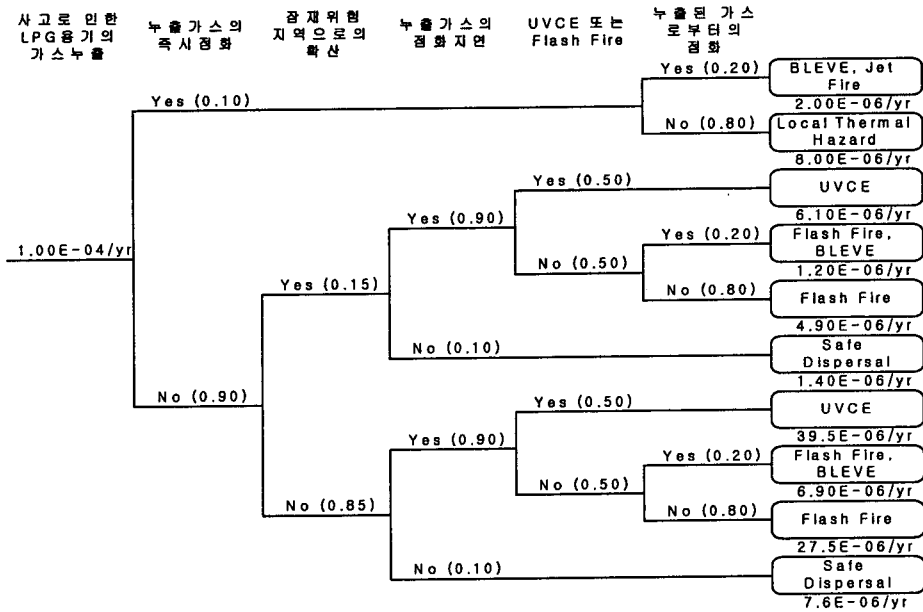 사고로 인한
LPG용기의
가스누출
누출가스의
즉시점화
잠재위험
지역으로의
확산
누출가스의
점화지연
UVCE 또는
Flash Fire
누출된 가스
로부터의
점화
Yes (0.10)
Yes (0.20)
BLEVE, Jet
Fire
2.00E-06/yr
No (0.80)
Local Thermal
Hazard
8.00E-06/yr
Yes (0.50)
UVCE
6.10E-06/yr
Yes (0.90)
Yes (0.20)
Flash Fire,
BLEVE
1.20E-06/yr
1.00E-04/yr
Yes (0.15)
No (0.50)
No (0.80)
Flash Fire
4.90E-06/yr
No (0.10)
Safe
Dispersal
1.40E-06/yr
No (0.90)
Yes (0.50)
UVCE
39.5E-06/yr
Yes (0.90)
Yes (0.20)
Flash Fire,
BLEVE
6.90E-06/yr
No (0.85)
No (0.50)
No (0.80)
Flash Fire
27.5E-06/yr
No (0.10)
Safe
Dispersal
7.6E-06/yr